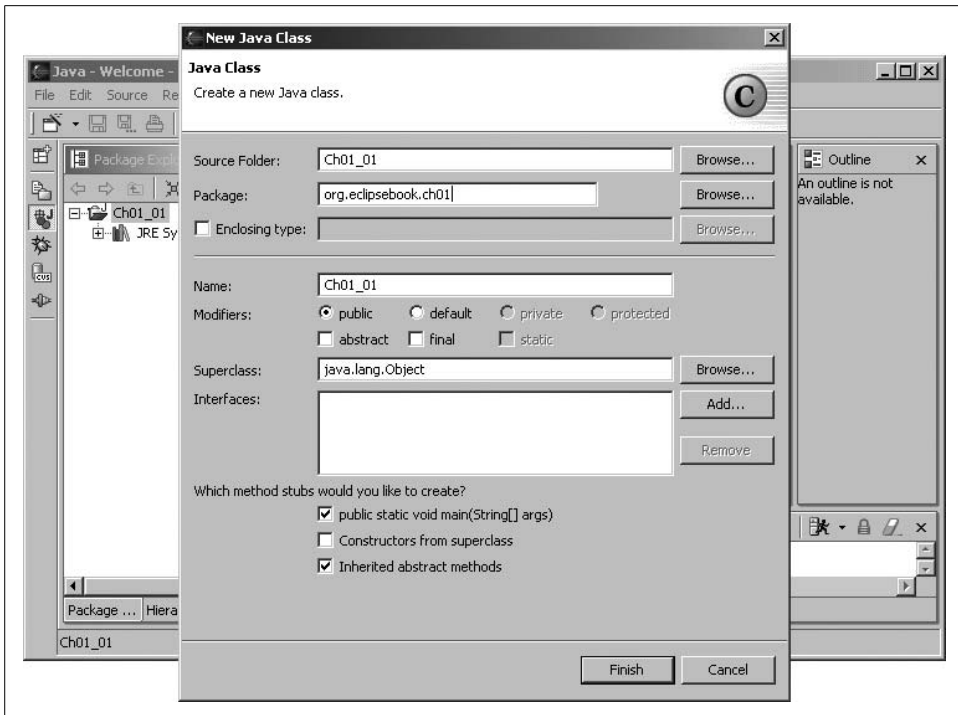 New Java Class
Java Class
Create a new Java class.
C
Source Folder: Ch01_01 Browse...
Package: org.eclipsebook.ch01 Browse...
Enclosing type: Browse...
Name: Ch01_01
Modifiers: public default private protected
abstract final static
Superclass: java.lang.Object Browse...
Interfaces: Add...
Remove
Which method stubs would you like to create?
public static void main(String[] args)
Constructors from superclass
Inherited abstract methods
Finish Cancel
Java - Welcome -
File Edit Source Re
Package Expl
Ch01_01
JRE Sy
CVS
Package ... Hiera
Ch01_01
Outline
An outline is not
available.